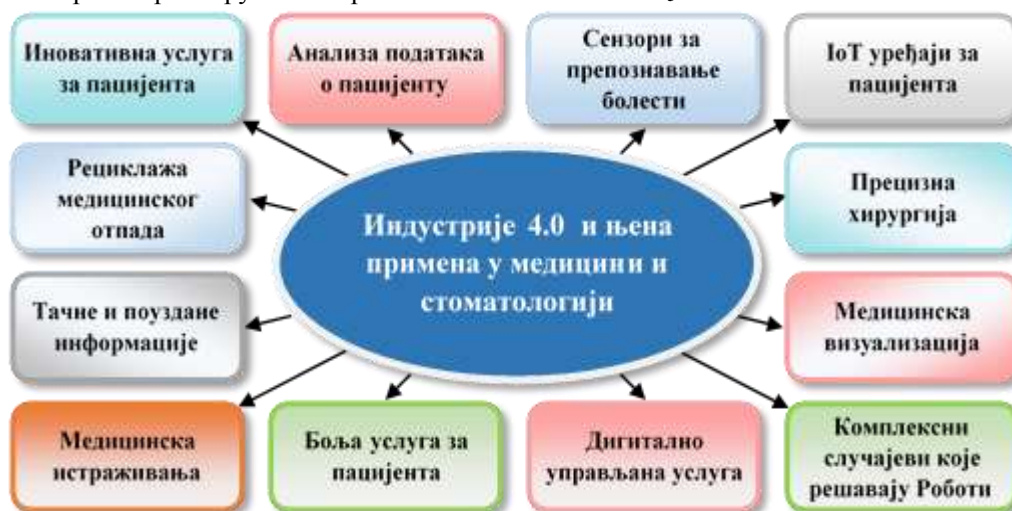 Иновативна услуга
за пацијента
Анализа података
о пацијенту
Сензори за
препознавање
болести
IoT уређаји за
пацијента
Рециклажа
медицинског
отпада
Прецизна
хирургија
Индустрије 4.0 и њена
примена у медицини и
стоматологији
Тачне и поуздане
информације
Медицинска
визуализација
Медицинска
истраживања
Боља услуга за
пацијента
Дигитално
управљана услуга
Комплексни
случајеви које
решавају Роботи